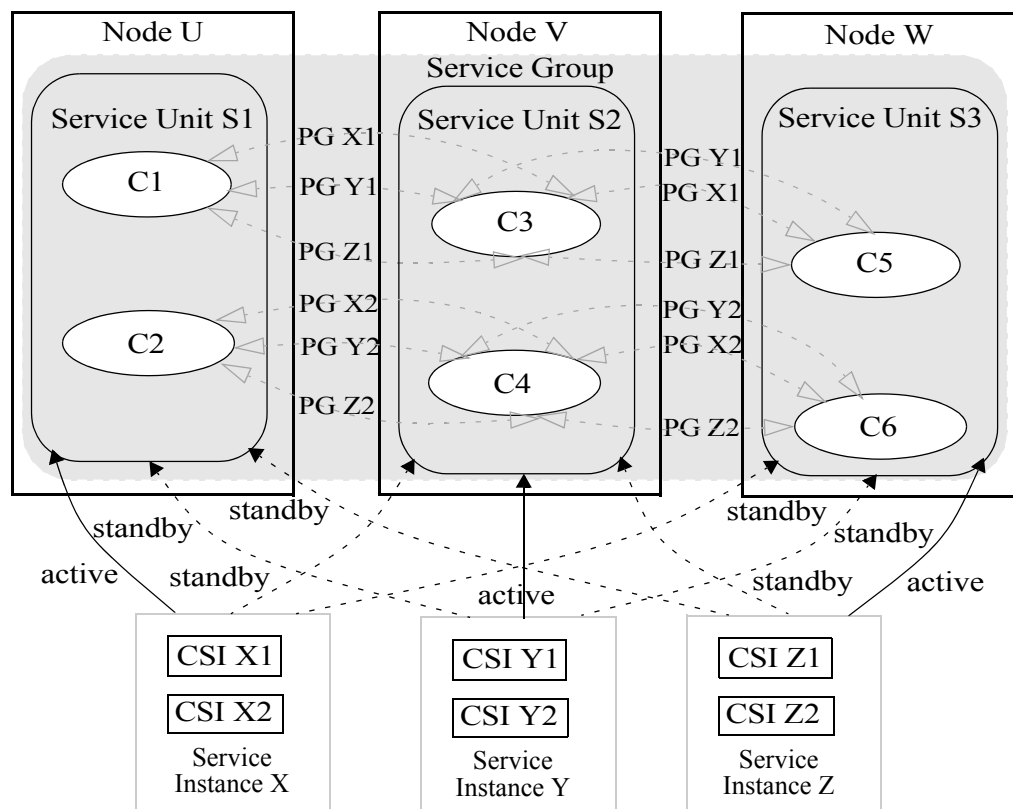 Node U
Node V
Node W
Service Group
Service Unit S1
Service Unit S2
Service Unit S3
PG X1
PG Y1
C1
PG Y1
PG X1
C3
PG Z1
PG Z1
C5
PG X2
PG Y2
C2
PG Y2
PG X2
C4
PG Z2
PG Z2
C6
standby
standby
standby
standby
active
standby
active
standby
active
CSI X1
CSI X2
Service
Instance X
CSI Y1
CSI Y2
Service
Instance Y
CSI Z1
CSI Z2
Service
Instance Z